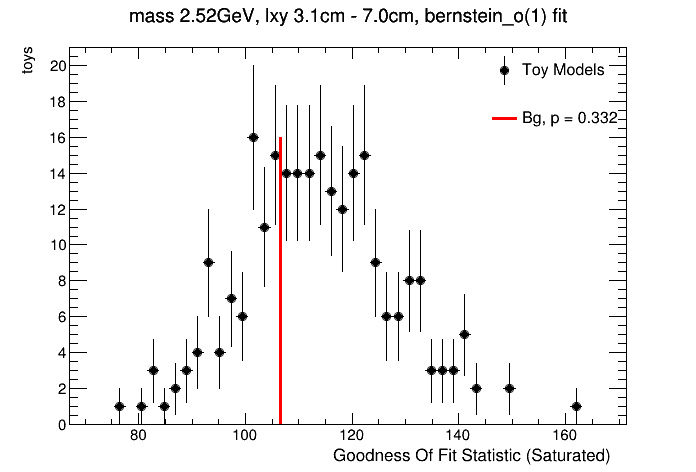 mass 2.52GeV, lxy 3.1cm - 7.0cm, bernstein_o(1) fit
toys
20
18
16
14
12
10
8
6
4
2
0
Toy Models
Bg, p = 0.332
80 100 120 140 160
Goodness Of Fit Statistic (Saturated)